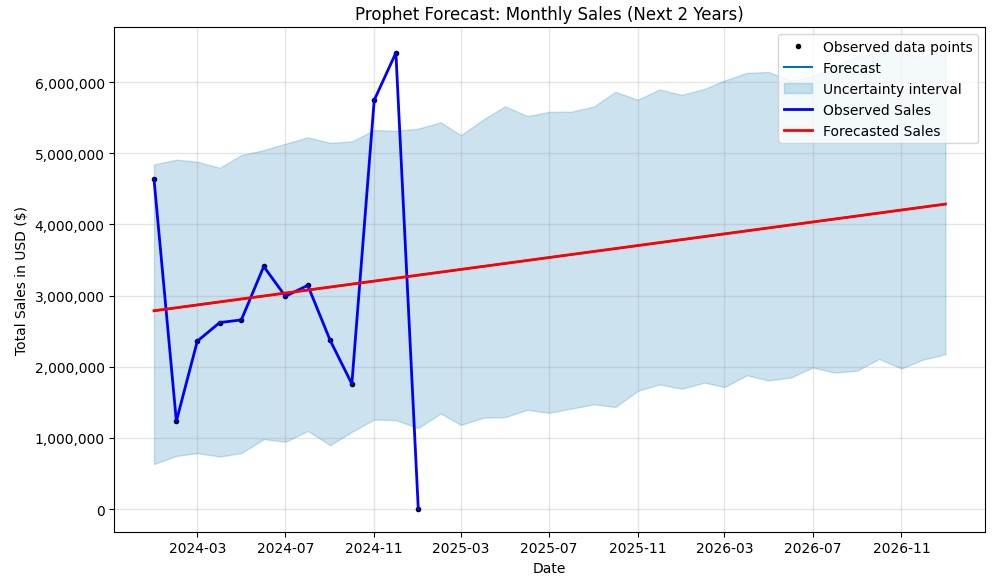 Prophet Forecast: Monthly Sales (Next 2 Years)
Observed data points
Forecast
Uncertainty interval
Observed Sales
Forecasted Sales
Total Sales in USD ($)
6,000,000
5,000,000
4,000,000
3,000,000
2,000,000
1,000,000
0
2024-03 2024-07 2024-11 2025-03 2025-07 2025-11 2026-03 2026-07 2026-11
Date